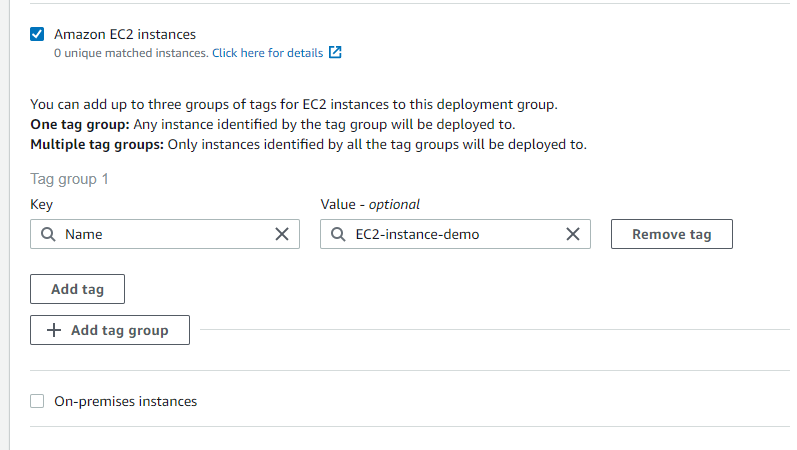 Amazon EC2 instances
0 unique matched instances. Click here for details
You can add up to three groups of tags for EC2 instances to this deployment group.
One tag group: Any instance identified by the tag group will be deployed to.
Multiple tag groups: Only instances identified by all the tag groups will be deployed to.
Tag group 1
Key Value - optional
Name EC2-instance-demo Remove tag
Add tag
Add tag group
On-premises instances